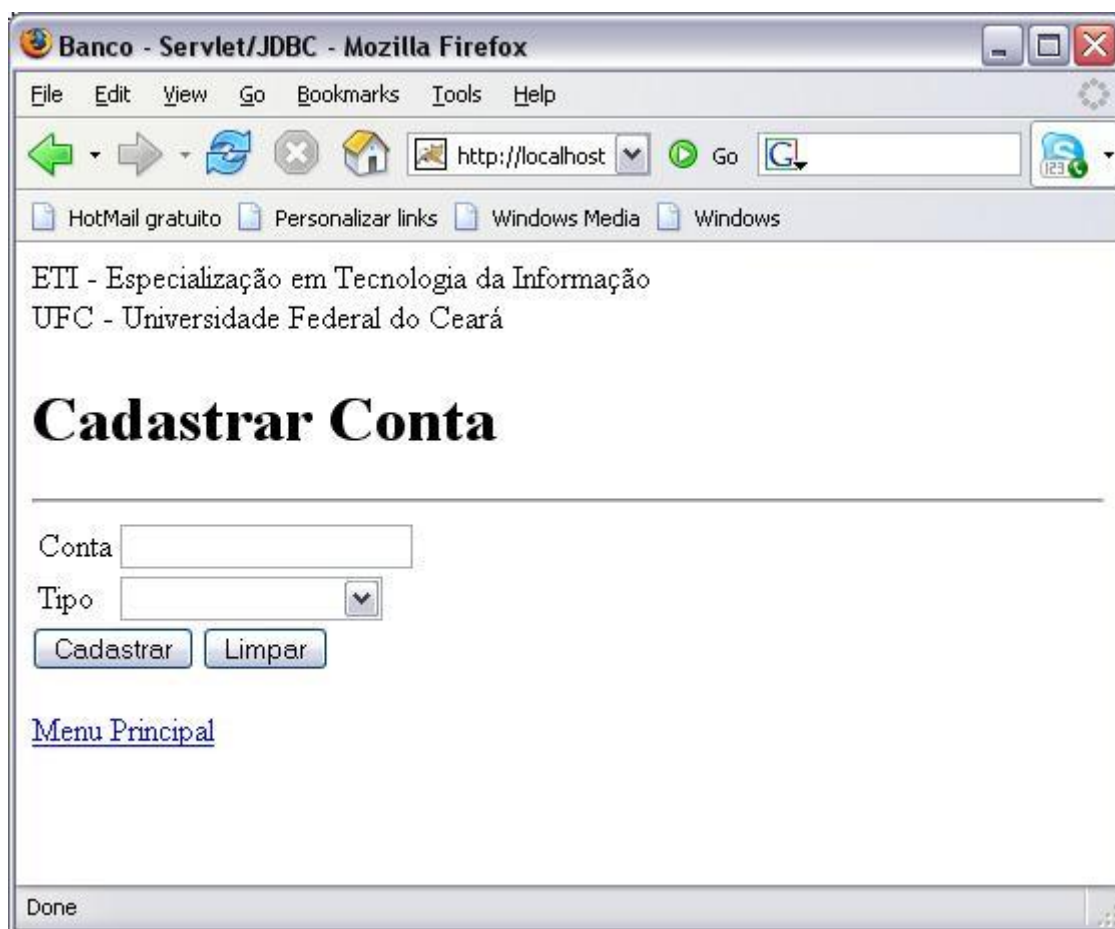 Banco - Servlet/JDBC - Mozilla Firefox
File Edit View Go Bookmarks Tools Help
http://localhost Go G
HotMail gratuito Personalizar links Windows Media Windows
ETI - Especialização em Tecnologia da Informação
UFC - Universidade Federal do Ceará
Cadastrar Conta
Conta
Tipo
Cadastrar Limpar
Menu Principal
Done